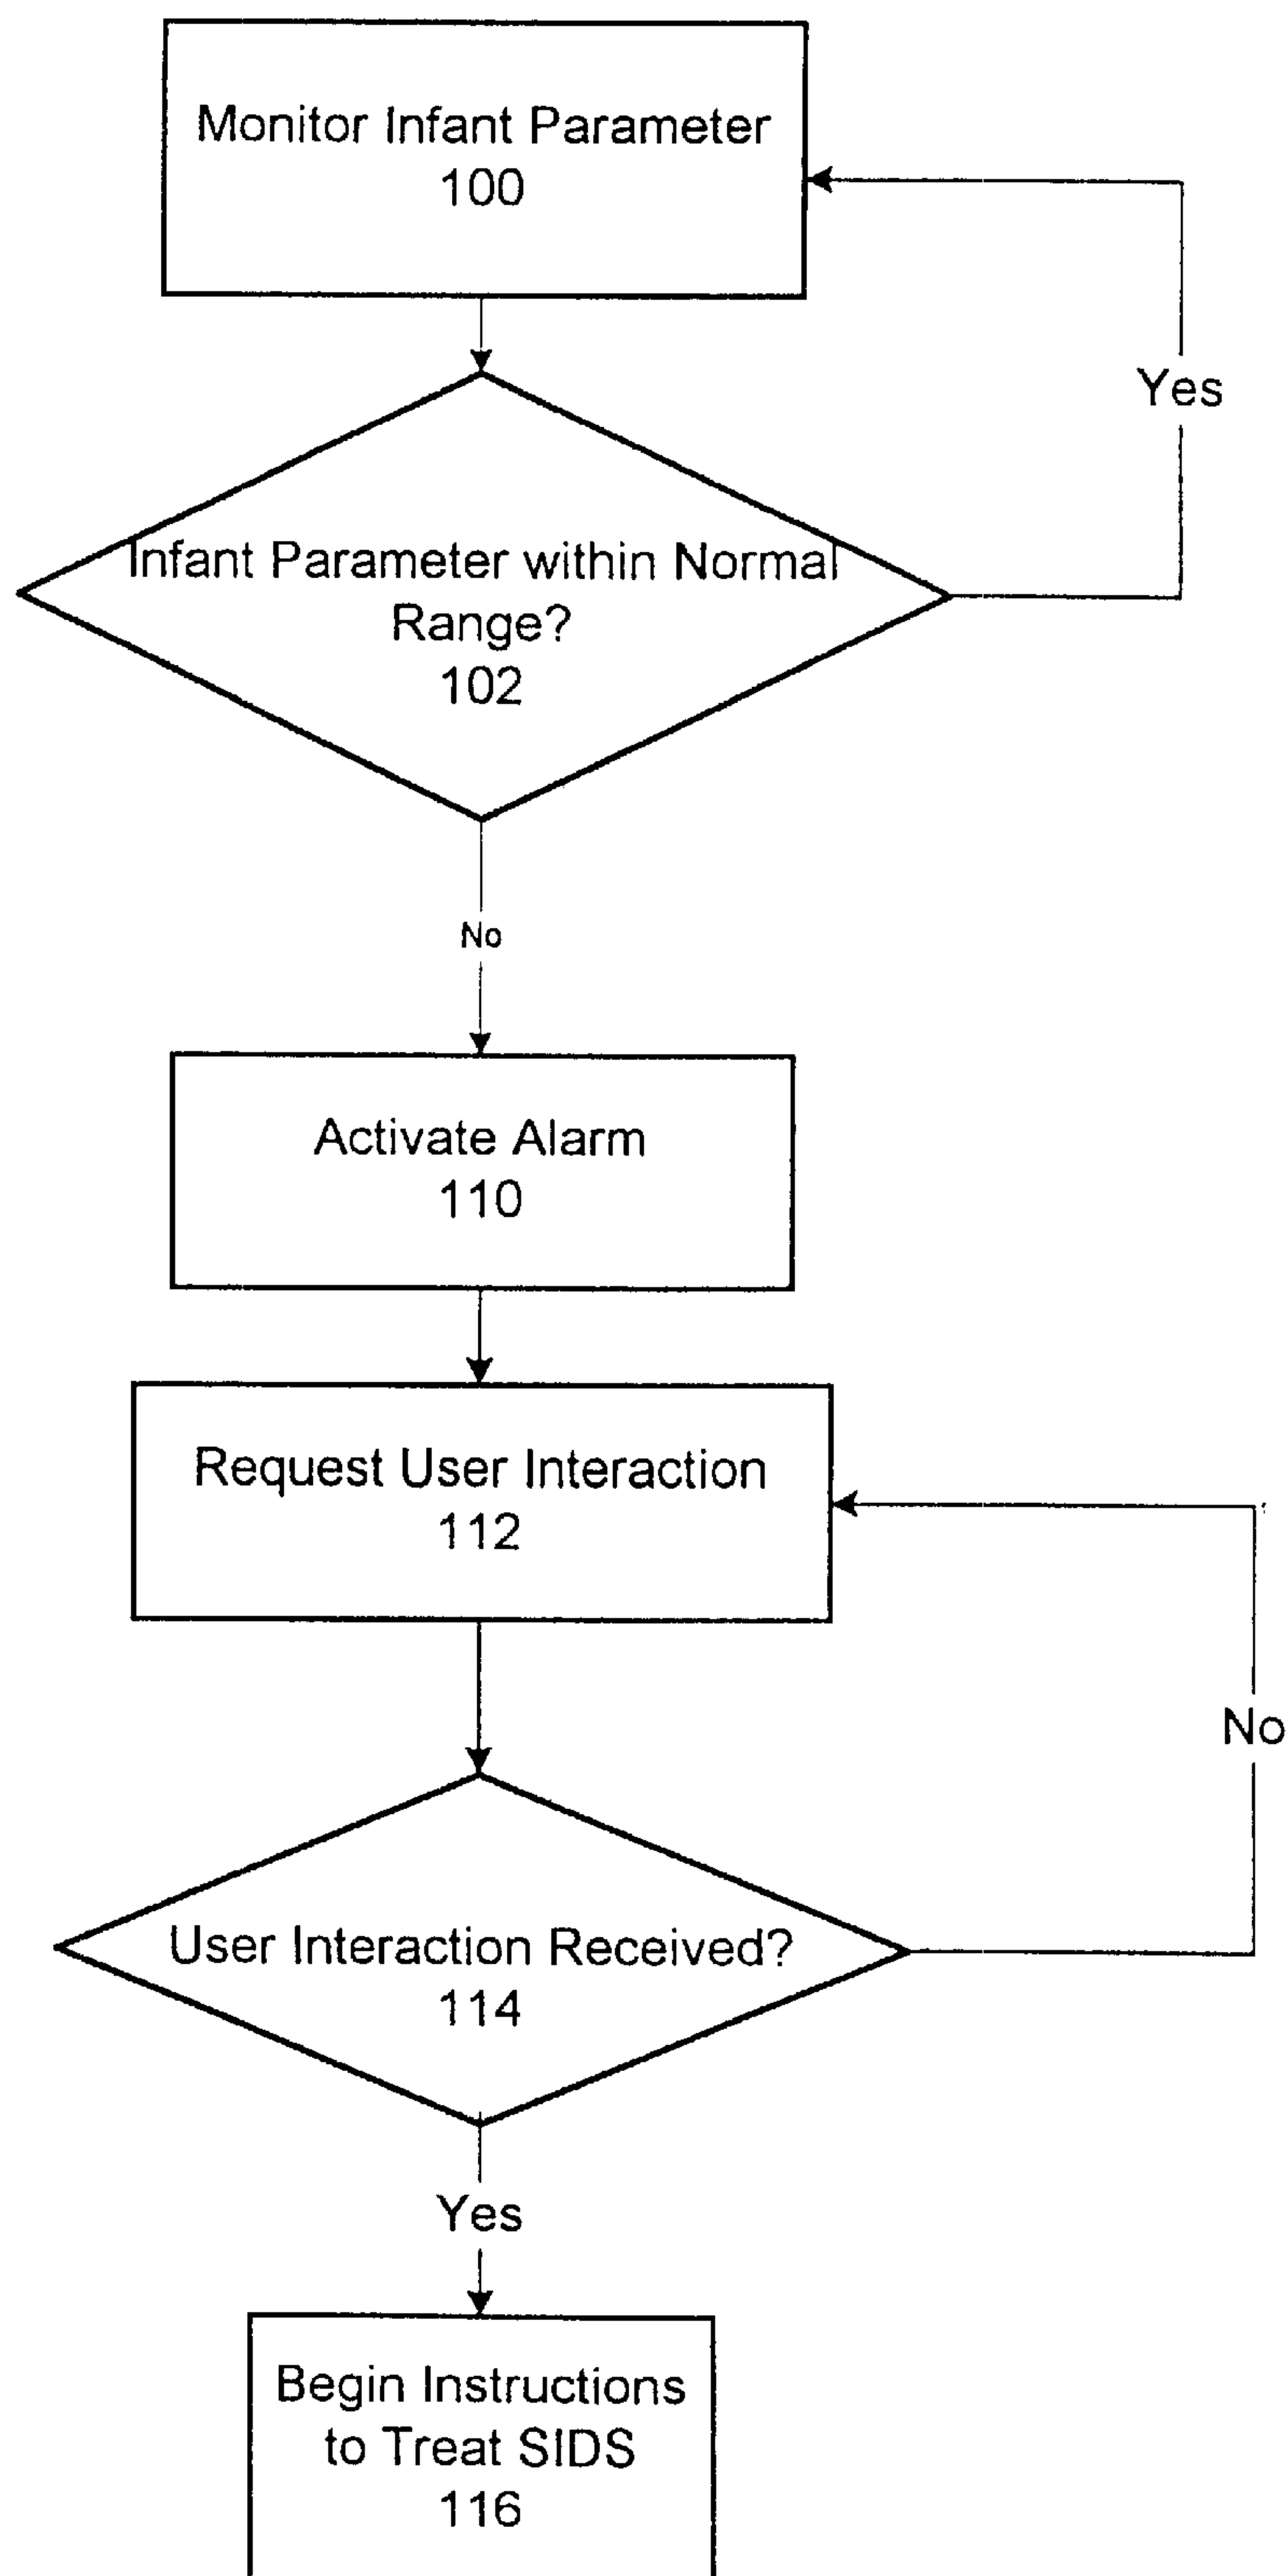 Monitor Infant Parameter
100
Yes
Infant Parameter within Normal
Range?
102
No
Activate Alarm
110
Request User Interaction
112
No
User Interaction Received?
114
Yes
Begin Instructions
to Treat SIDS
116